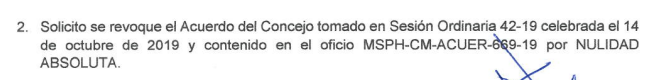 2. Solicito se revoque el Acuerdo del Concejo tomado en Sesión Ordinaria 42-19 celebrada el 14
de octubre de 2019 y contenido en el oficio MSPH-CM-ACUER-669-19 por NULIDAD
ABSOLUTA.